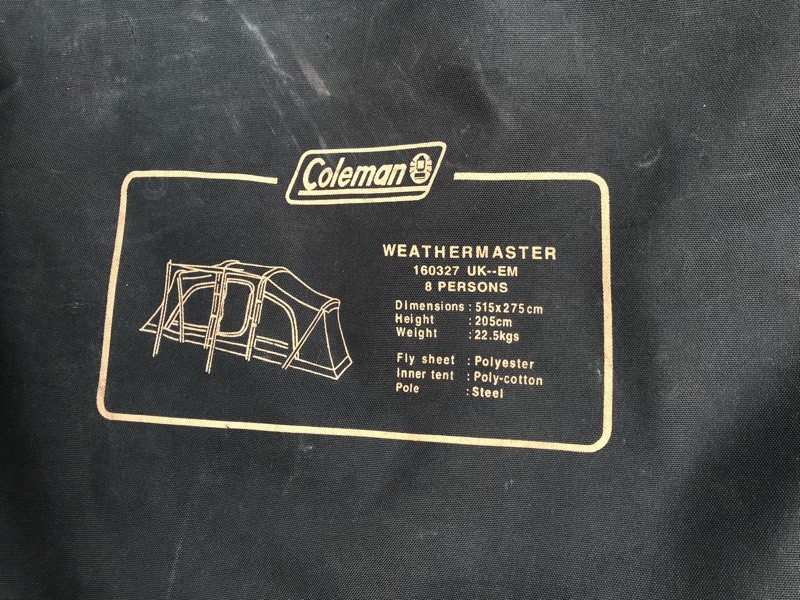 Coleman
WEATHERMASTER
160327 UK--EM
8 PERSONS
DImensions : 515x275cm
Height : 205cm
Weight : 22.5kgs
Fly sheet : Polyester
Inner tent : Poly-cotton
Pole : Steel